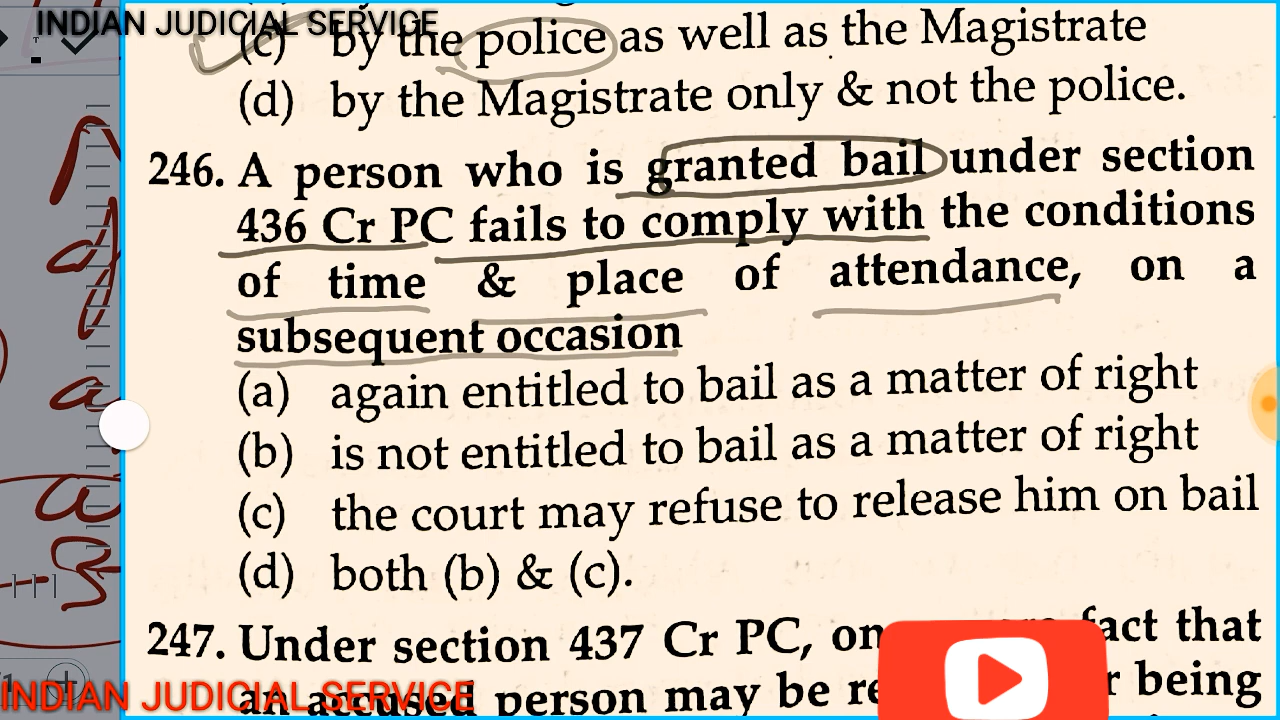 INDIAN JUDICIAL SERVICE
(c) by the police as well as the Magistrate
(d) by the Magistrate only & not the police.
246. A person who is granted bail under section
436 Cr PC fails to comply with the conditions
of time & place of attendance, on a
subsequent occasion
(a) again entitled to bail as a matter of right
(b) is not entitled to bail as a matter of right
(c) the court may refuse to release him on bail
(d) both (b) & (c).
247. Under section 437 Cr PC, on fact that
an accused person may be being
INDIAN JUDICIAL SERVICE